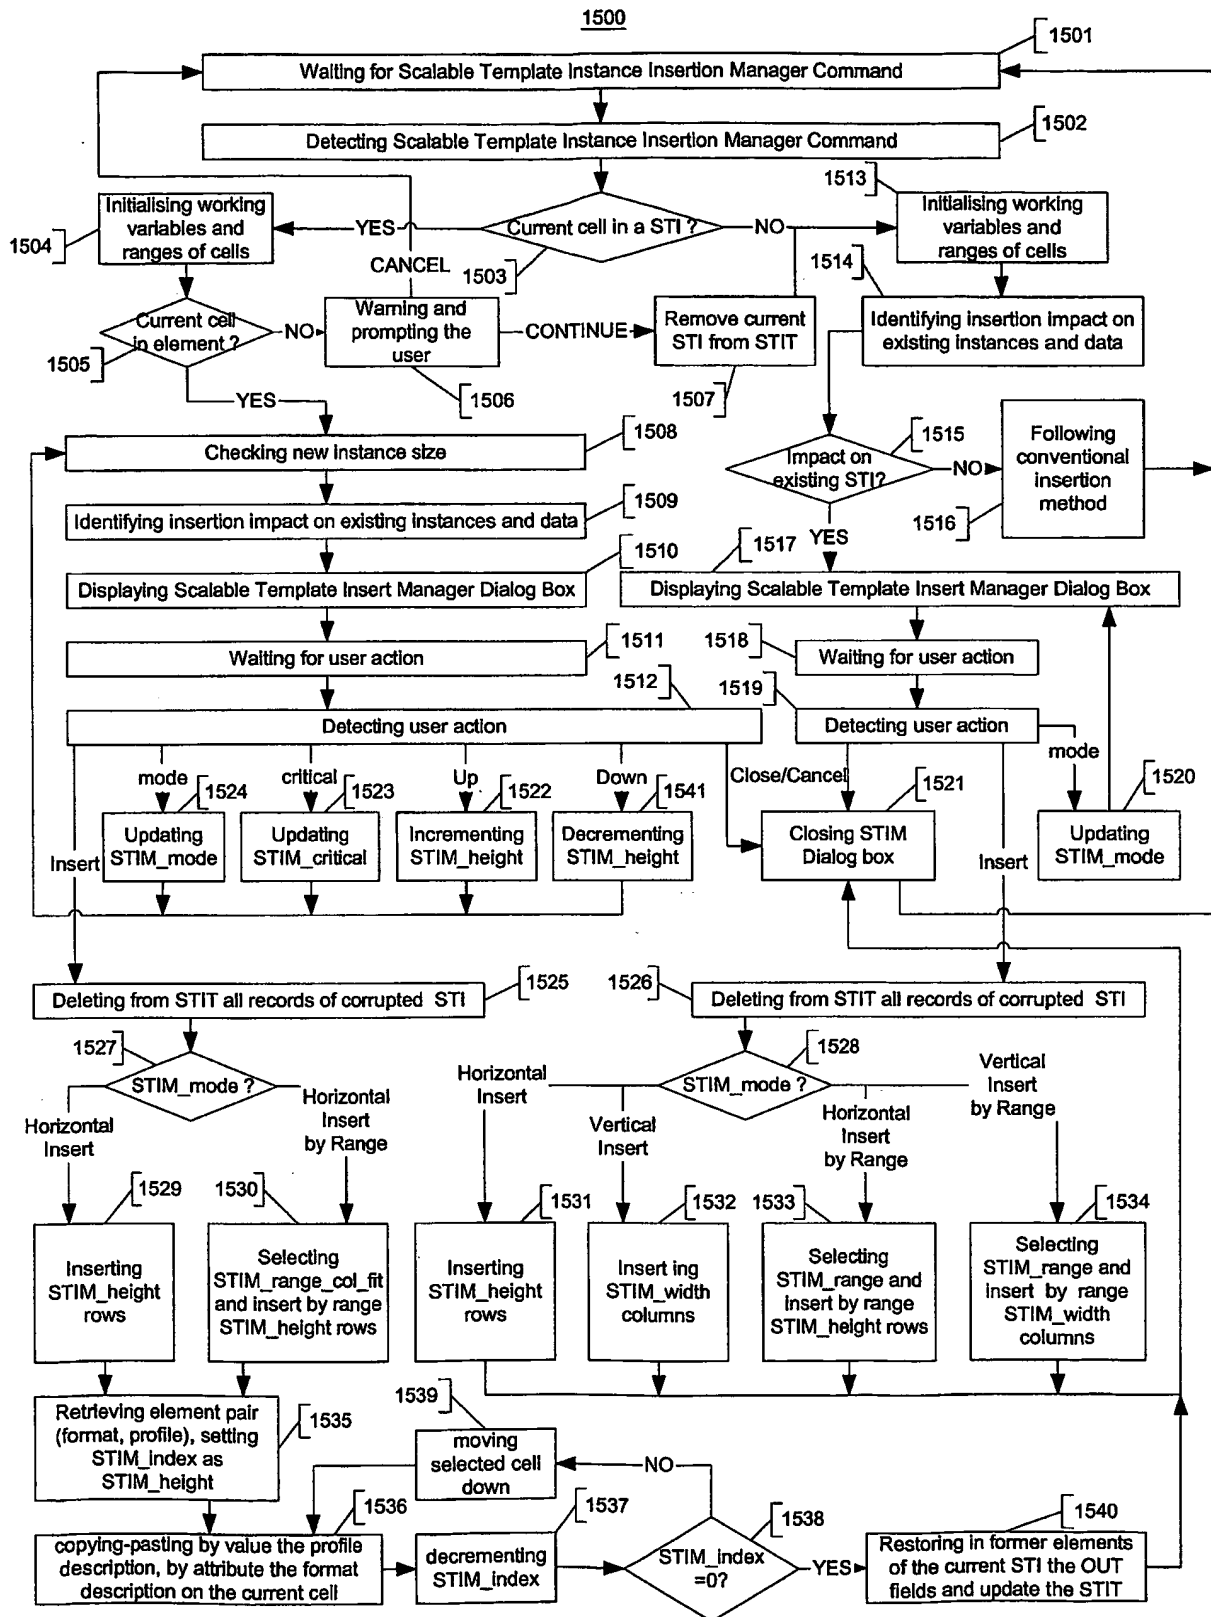 1500
1501
Waiting for Scalable Template Instance Insertion Manager Command
1502
Detecting Scalable Template Instance Insertion Manager Command
1513
1504
Initialising working
variables and
ranges of cells
YES
Current cell in a STI ?
NO
1503
Initialising working
variables and
ranges of cells
CANCEL
1514
Current cell
in element ?
NO
Warning and
prompting the
user
CONTINUE
Remove current
STI from STIT
Identifying insertion impact on
existing instances and data
1505
1506
1507
YES
1508
Checking new instance size
1515
Impact on
existing STI?
NO
Following
conventional
insertion
method
1516
1509
Identifying insertion impact on existing instances and data
YES
1510
1517
Displaying Scalable Template Insert Manager Dialog Box
Displaying Scalable Template Insert Manager Dialog Box
1511
Waiting for user action
1518
Waiting for user action
1512
Detecting user action
1519
Detecting user action
mode
critical
Up
Down
Close/Cancel
mode
1524
1523
1522
1541
1521
1520
Insert
Updating
STIM_mode
Updating
STIM_critical
Incrementing
STIM_height
Decrementing
STIM_height
Closing STIM
Dialog box
Insert
Updating
STIM_mode
1525
Deleting from STIT all records of corrupted STI
1526
Deleting from STIT all records of corrupted STI
1527
STIM_mode ?
1528
STIM_mode ?
Horizontal
Insert
Horizontal
Insert
by Range
Horizontal
Insert
Vertical
Insert
Horizontal
Insert
by Range
Vertical
Insert
by Range
1529
1530
1531
1532
1533
1534
Inserting
STIM_height
rows
Selecting
STIM_range_col_fit
and insert by range
STIM_height rows
Inserting
STIM_height
rows
Insert ing
STIM_width
columns
Selecting
STIM_range and
insert by range
STIM_height rows
Selecting
STIM_range and
insert by range
STIM_width
columns
1535
Retrieving element pair
(format, profile), setting
STIM_index as
STIM_height
1539
moving
selected cell
down
NO
1536
copying-pasting by value the profile
description, by attribute the format
description on the current cell
1537
decrementing
STIM_index
1538
STIM_index
=0?
YES
1540
Restoring in former elements
of the current STI the OUT
fields and update the STIT